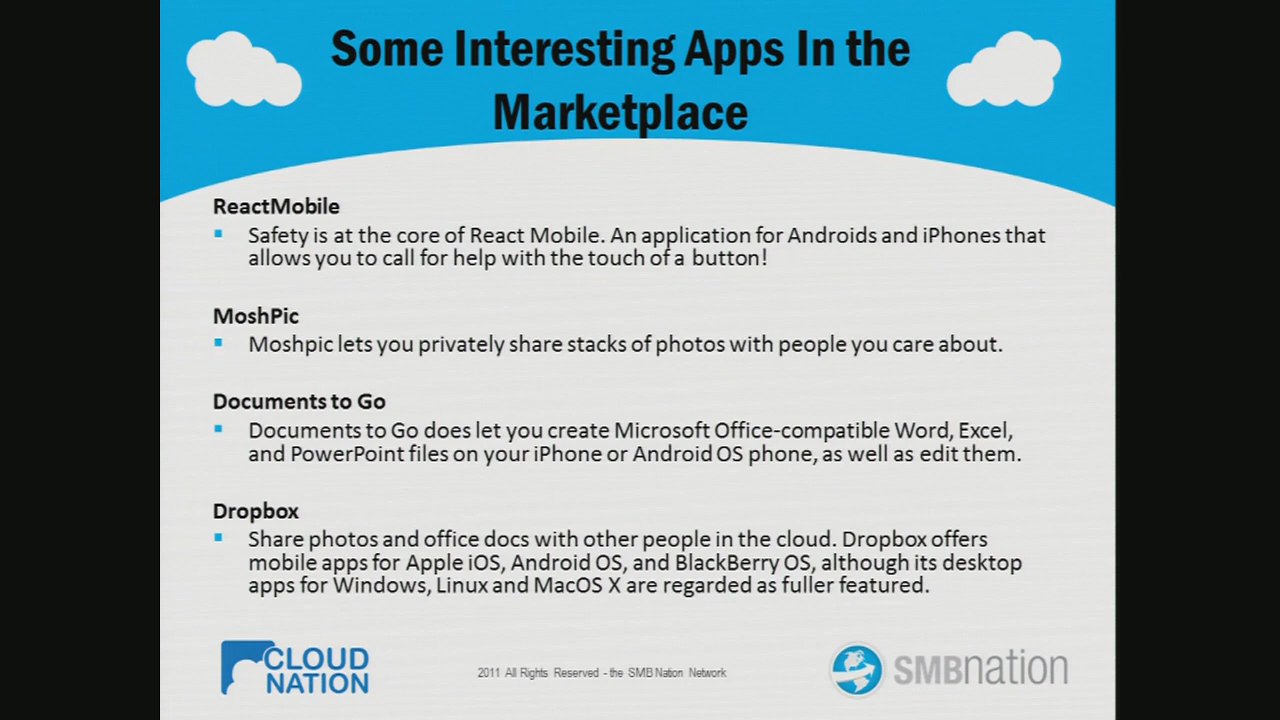 Some Interesting Apps In the
Marketplace
ReactMobile
Safety is at the core of React Mobile. An application for Androids and iPhones that
allows you to call for help with the touch of a button!
MoshPic
Moshpic lets you privately share stacks of photos with people you care about.
Documents to Go
Documents to Go does let you create Microsoft Office-compatible Word, Excel,
and PowerPoint files on your iPhone or Android OS phone, as well as edit them.
Dropbox
Share photos and office docs with other people in the cloud. Dropbox offers
mobile apps for Apple iOS, Android OS, and BlackBerry OS, although its desktop
apps for Windows, Linux and MacOS X are regarded as fuller featured.
CLOUD
NATION
2011 All Rights Reserved - the SMB Nation Network
SMBnation